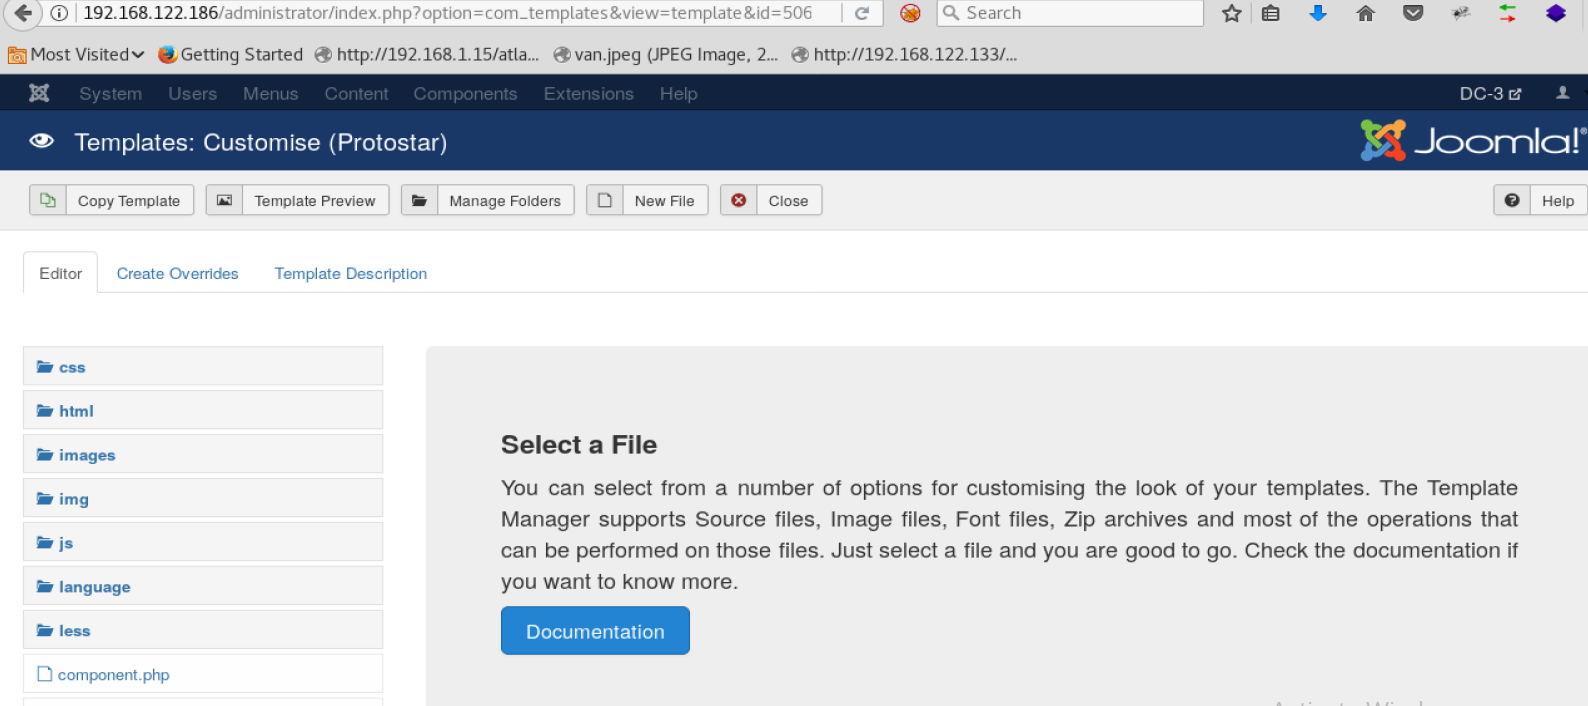 192.168.122.186/administrator/index.php?option=com_templates&view=template&id=506
Search
Most Visited Getting Started http://192.168.1.15/atla... van.jpeg (JPEG Image, 2... http://192.168.122.133/...
System Users Menus Content Components Extensions Help DC-3
Templates: Customise (Protostar) Joomla!®
Copy Template Template Preview Manage Folders New File Close Help
Editor Create Overrides Template Description
css
html
images
img
js
language
less
component.php
Select a File
You can select from a number of options for customising the look of your templates. The Template
Manager supports Source files, Image files, Font files, Zip archives and most of the operations that
can be performed on those files. Just select a file and you are good to go. Check the documentation if
you want to know more.
Documentation